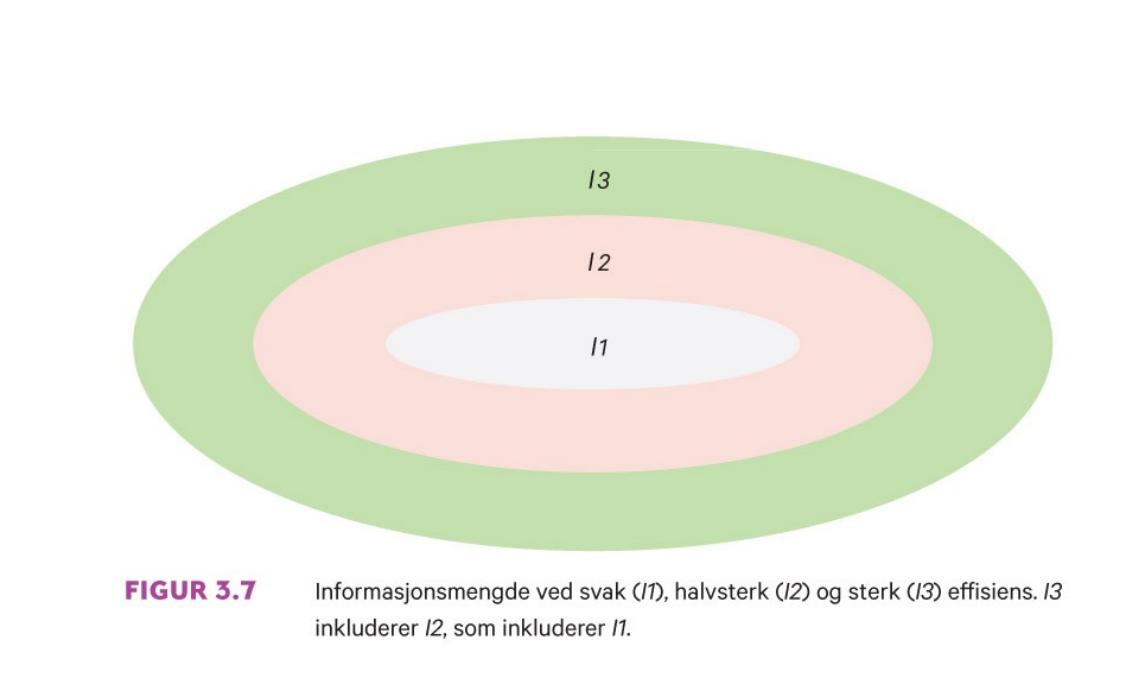 I3
I2
I1
FIGUR 3.7 Informasjonsmengde ved svak (I1), halvsterk (I2) og sterk (I3) effisiens. I3
inkluderer I2, som inkluderer I1.